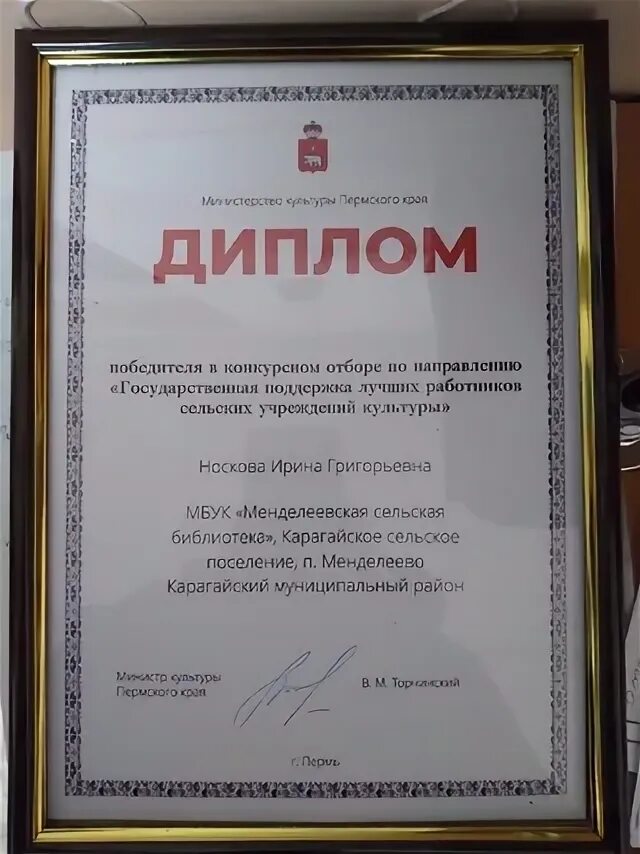 Министерство культуры Пермского края
ДИПЛОМ
победителя в конкурсном отборе по направлению
«Государственная поддержка лучших работников
сельских учреждений культуры»
Носкова Ирина Григорьевна
МБУК «Менделеевская сельская
библиотека», Карагайское сельское
поселение, п. Менделеево
Карагайский муниципальный район
Министр культуры
Пермского края
В. М. Торчинский
г. Пермь